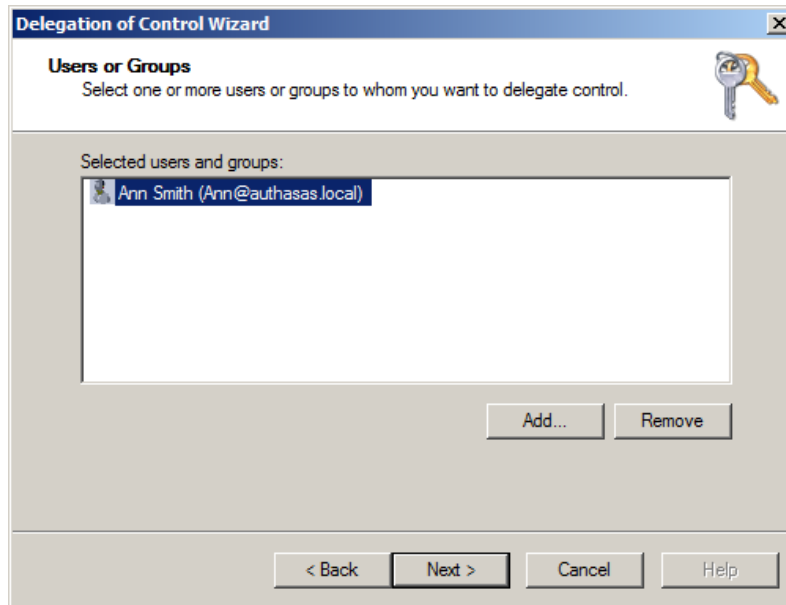 Delegation of Control Wizard
Users or Groups
Select one or more users or groups to whom you want to delegate control.
Selected users and groups:
Ann Smith (Ann@authasas.local)
Add... Remove
< Back Next > Cancel Help